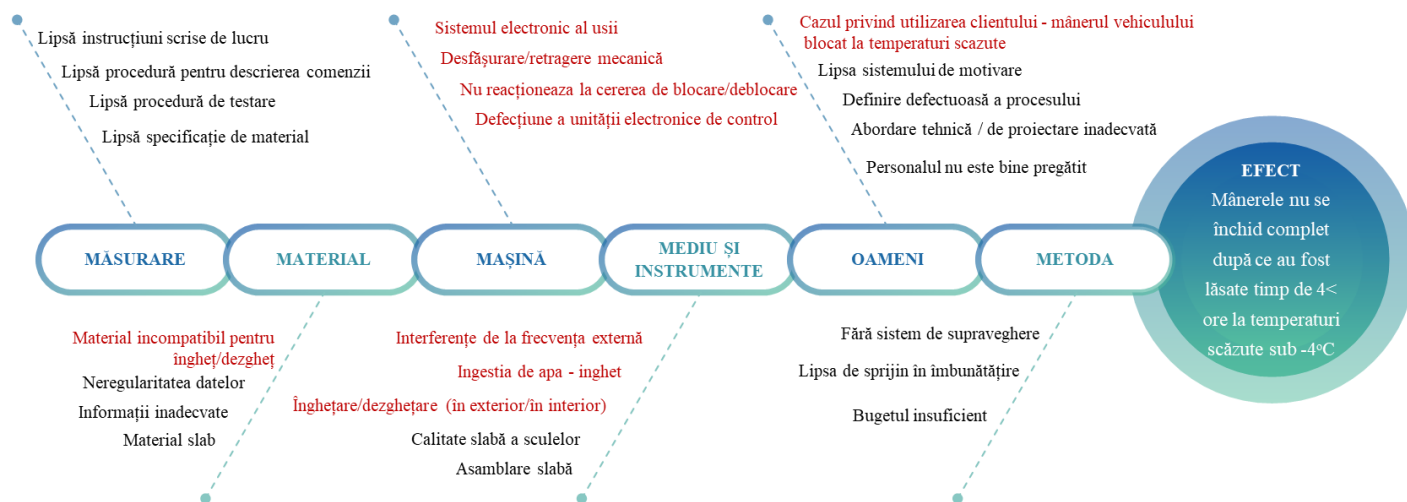 Lipsă instrucțiuni scrise de lucru
Lipsă procedură pentru descrierea comenzii
Lipsă procedură de testare
Lipsă specificație de material
Sistemul electronic al usii
Desfășurare/retragere mecanică
Nu reacționeaza la cererea de blocare/deblocare
Defecțiune a unității electronice de control
Cazul privind utilizarea clientului - mânerul vehiculului
blocat la temperaturi scazute
Lipsa sistemului de motivare
Definire defectuoasă a procesului
Abordare tehnică / de proiectare inadecvată
Personalul nu este bine pregătit
MĂSURARE
MATERIAL
MAȘINĂ
MEDIU ȘI
INSTRUMENTE
OAMENI
METODA
EFECT
Mânerele nu se
închid complet
după ce au fost
lăsate timp de 4<
ore la temperaturi
scăzute sub -4°C
Material incompatibil pentru
îngheț/dezgheț
Neregularitatea datelor
Informații inadecvate
Material slab
Interferențe de la frecvența externă
Ingestia de apa - inghet
Înghețare/dezghețare (în exterior/în interior)
Calitate slabă a sculelor
Asamblare slabă
Fără sistem de supraveghere
Lipsa de sprijin în îmbunătățire
Bugetul insuficient